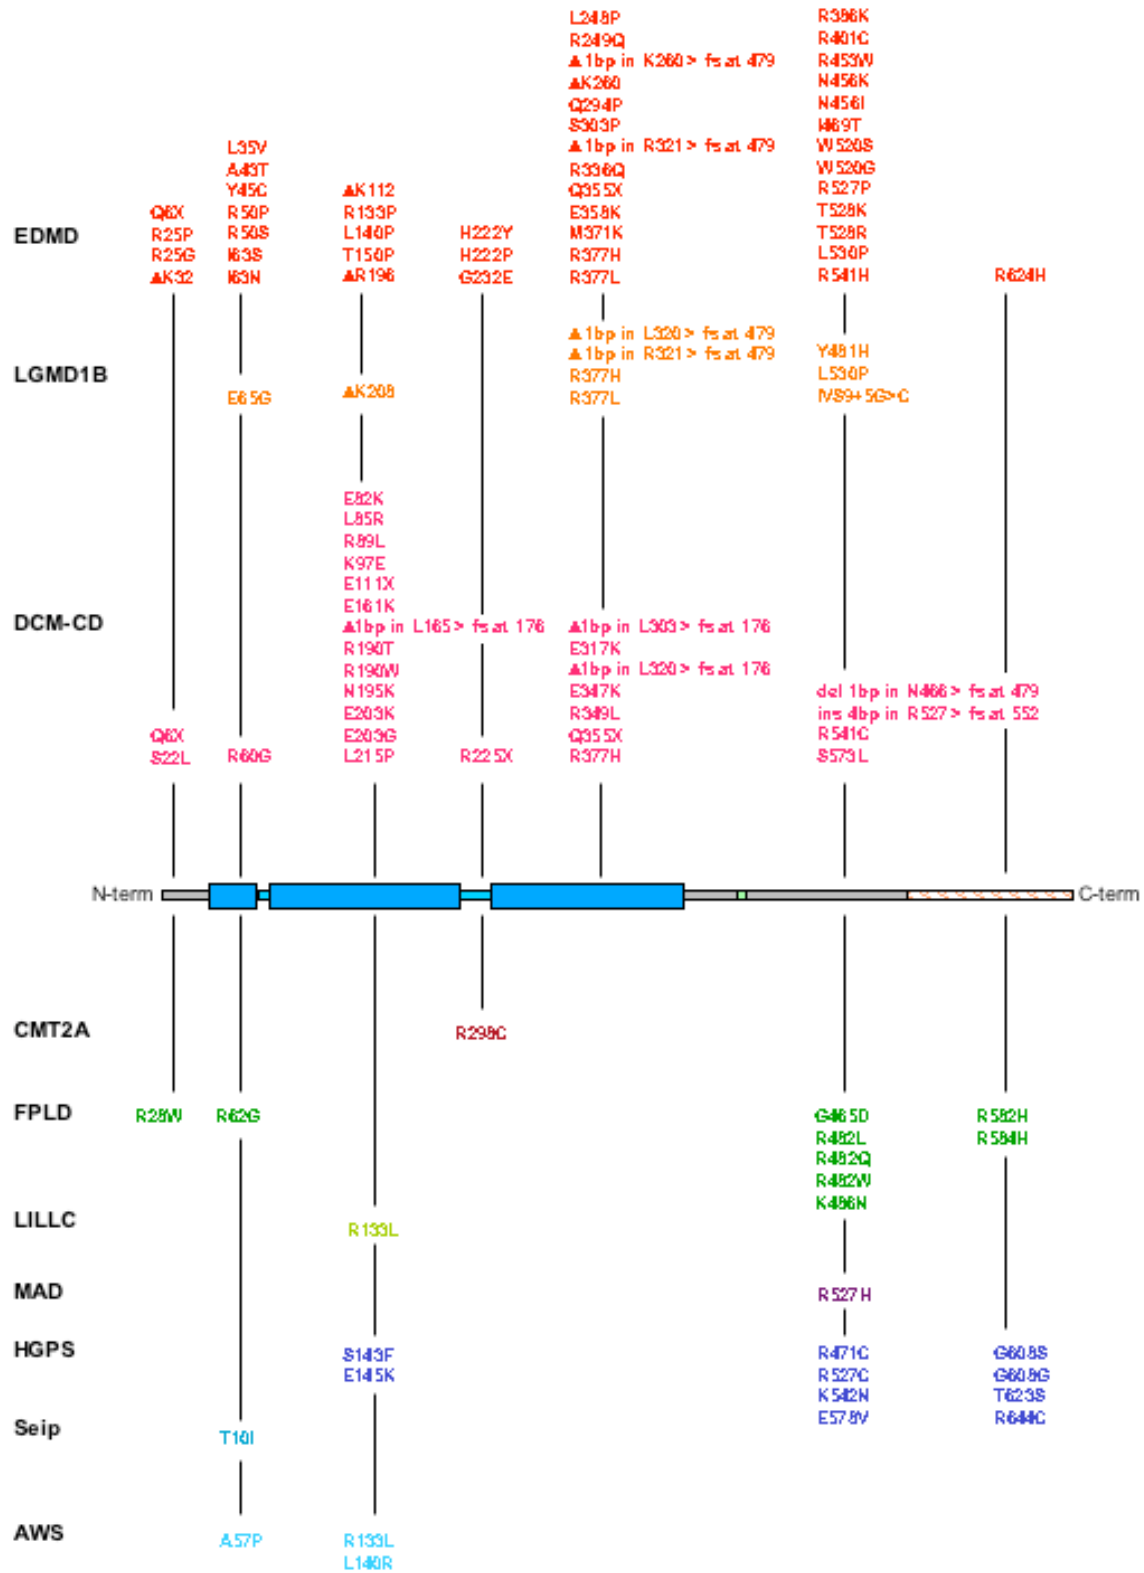 EDMD
Q6X
R25P
R25G
▲K32
L35V
A43T
Y45C
R50P
R50S
I63S
I63N
▲K112
R133P
L140P
T150P
▲R196
H222Y
H222P
G232E
L248P
R249Q
▲1bp in K260> fs at 479
▲K260
Q294P
S303P
▲1bp in R321> fs at 479
R336Q
Q355X
E358K
M371K
R377H
R377L
R386K
R401C
R453W
N456K
N456I
I469T
W520S
W520G
R527P
T528K
T528R
L530P
R541H
R624H
LGMD1B
E65G
▲K208
▲1bp in L320> fs at 479
▲1bp in R321> fs at 479
R377H
R377L
Y481H
L530P
IVS9+5G>C
DCM-CD
Q6X
S22L
R60G
E82K
L85R
R89L
K97E
E111X
E161K
▲1bp in L165> fs at 176
R190T
R190W
N195K
E203K
E203G
L215P
R225X
▲1bp in L303> fs at 176
E317K
▲1bp in L320> fs at 176
E347K
R349L
Q355X
R377H
del 1bp in N466> fs at 479
ins 4bp in R527> fs at 552
R541C
S573L
N-term
C-term
CMT2A
R298C
FPLD
R28W
R62G
G465D
R482L
R482Q
R482W
K486N
R582H
R584H
LILLC
R133L
MAD
R527H
HGPS
S143F
E145K
R471C
R527C
K542N
E578V
G608S
G608G
T623S
R644C
Seip
T10I
AWS
A57P
R133L
L140R